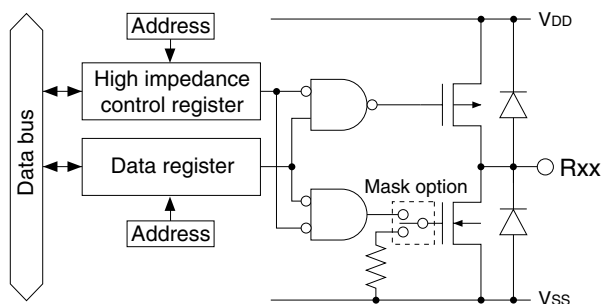 Address
VDD
High impedance
control register
Data bus
Data register
Rxx
Mask option
Address
VSS